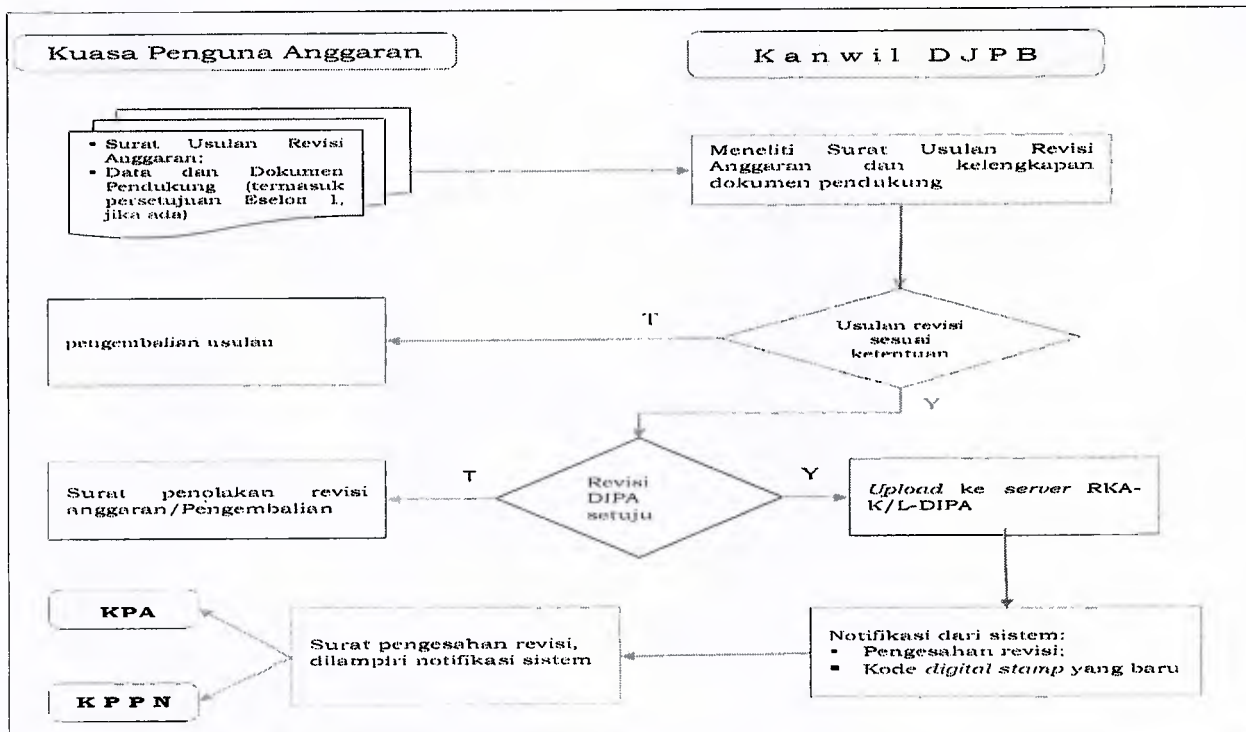 Kuasa Penguna Anggaran
Kanwil DJPB
▪ Surat Usulan Revisi
Anggaran;
▪ Data dan Dokumen
Pendukung (termasuk
persetujuan Eselon I,
jika ada)
Meneliti Surat Usulan Revisi
Anggaran dan kelengkapan
dokumen pendukung
Usulan revisi
sesuai
ketentuan
T
pengembalian usulan
Y
Revisi
DIPA
setuju
T
Surat penolakan revisi
anggaran/Pengembalian
Y
Upload ke server RKA-
K/L-DIPA
Notifikasi dari sistem:
▪ Pengesahan revisi;
▪ Kode digital stamp yang baru
Surat pengesahan revisi,
dilampiri notifikasi sistem
KPA
KPPN